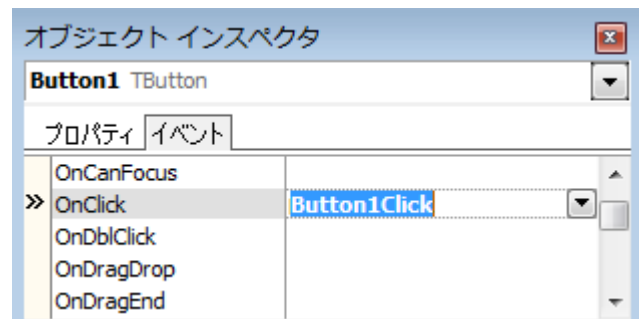 オブジェクト インスペクタ
Button1 TButton
プロパティ イベント
OnCanFocus
OnClick Button1Click
OnDblClick
OnDragDrop
OnDragEnd